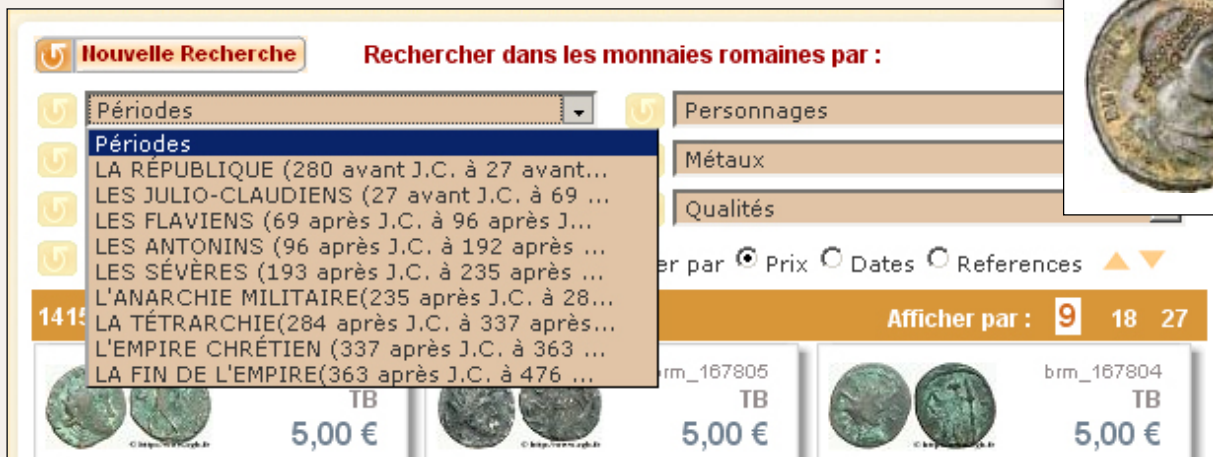 Nouvelle Recherche Rechercher dans les monnaies romaines par :
Périodes Personnages
Périodes
LA RÉPUBLIQUE (280 avant J.C. à 27 avant...
Métaux
LES JULIO-CLAUDIENS (27 avant J.C. à 69 ...
LES FLAVIENS (69 après J.C. à 96 après J...
Qualités
LES ANTONINS (96 après J.C. à 192 après ...
LES SÉVÈRES (193 après J.C. à 235 après ...
er par Prix Dates References
L'ANARCHIE MILITAIRE(235 après J.C. à 28...
LA TÉTRARCHIE(284 après J.C. à 337 après...
1415 Afficher par : 9 18 27
L'EMPIRE CHRÉTIEN (337 après J.C. à 363 ...
LA FIN DE L'EMPIRE(363 après J.C. à 476 ...
rm_167805 brm_167804
TB TB TB
5,00 € 5,00 € 5,00 €